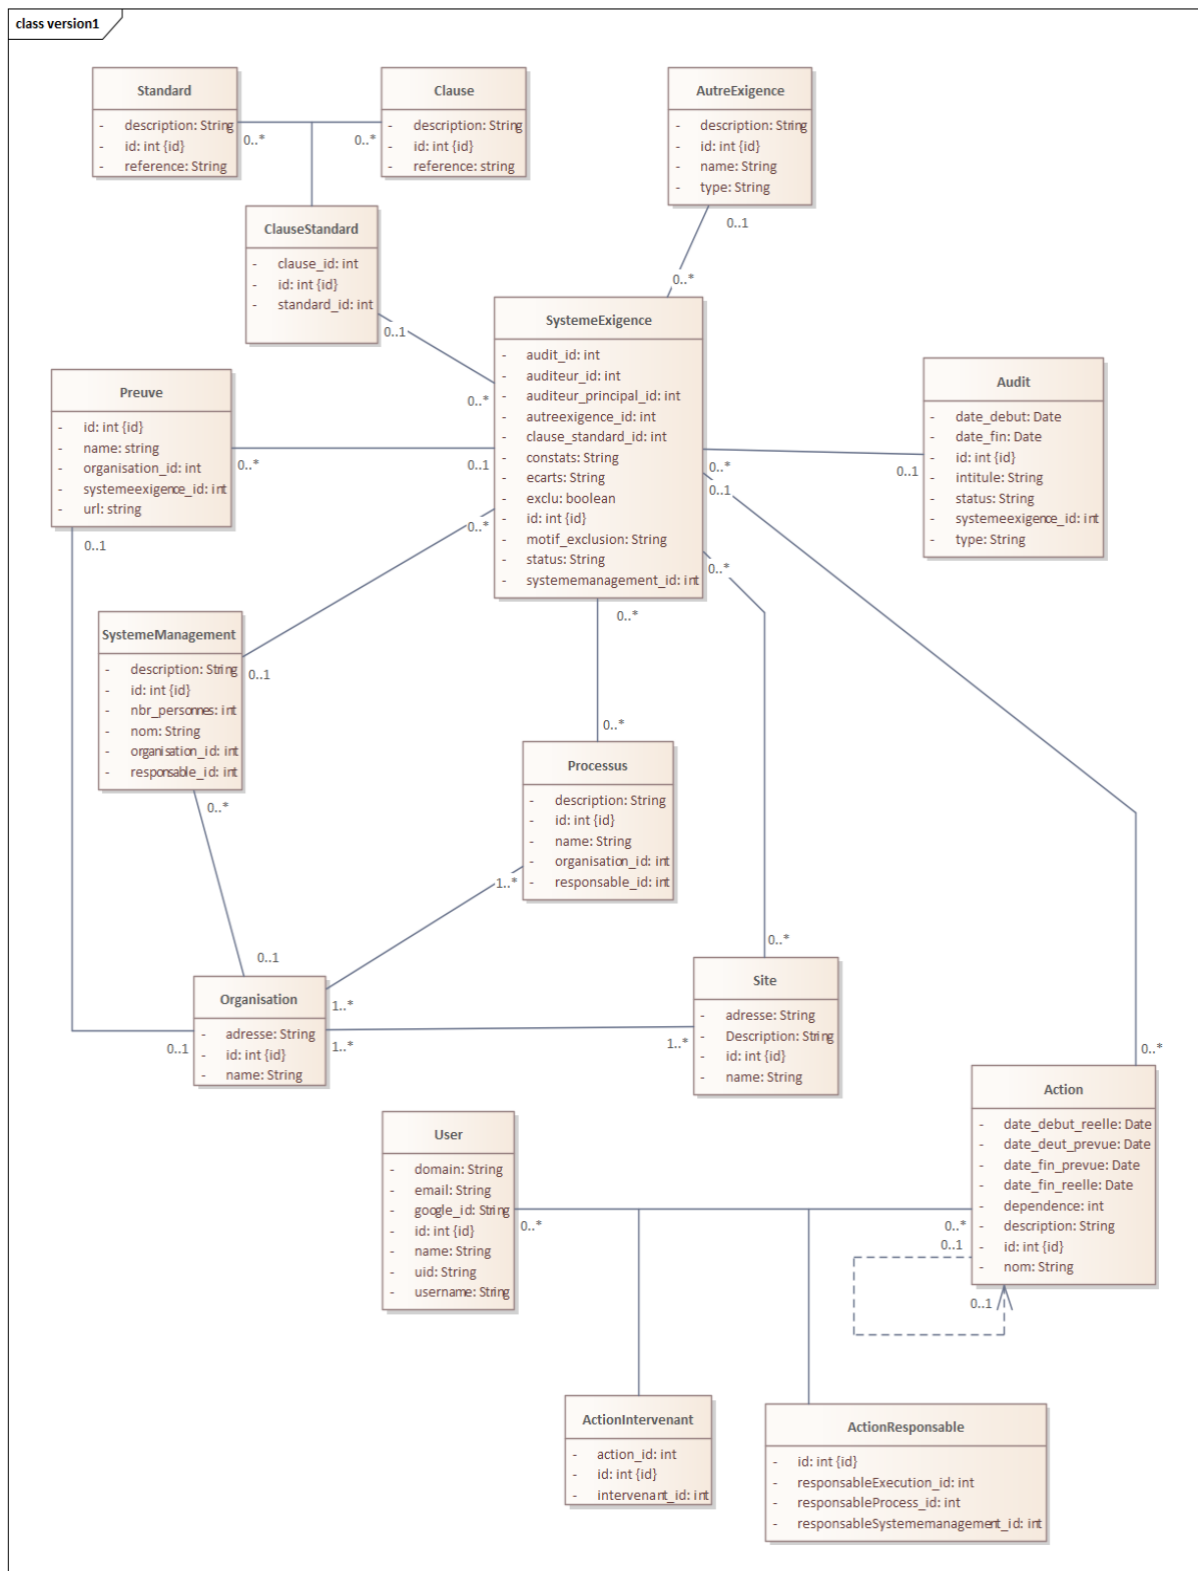 class version1
Standard
- description: String
- id: int {id}
- reference: String
0..*
Clause
- description: String
- id: int {id}
- reference: string
0..*
AutreExigence
- description: String
- id: int {id}
- name: String
- type: String
0..1
0..*
ClauseStandard
- clause_id: int
- id: int {id}
- standard_id: int
0..1
0..*
SystemeExigence
- audit_id: int
- auditeur_id: int
- auditeur_principal_id: int
- autreexigence_id: int
- clause_standard_id: int
- constats: String
- ecarts: String
- exclu: boolean
- id: int {id}
- motif_exclusion: String
- status: String
- systememanagement_id: int
Preuve
- id: int {id}
- name: string
- organisation_id: int
- systemeexigence_id: int
- url: string
0..*
0..1
0..1
Audit
- date_debut: Date
- date_fin: Date
- id: int {id}
- intitule: String
- status: String
- systemeexigence_id: int
- type: String
0..*
0..1
0..1
0..*
0..*
0..*
SystemeManagement
- description: String
- id: int {id}
- nbr_personnes: int
- nom: String
- organisation_id: int
- responsable_id: int
0..1
0..*
0..*
Processus
- description: String
- id: int {id}
- name: String
- organisation_id: int
- responsable_id: int
1..*
0..*
0..1
Organisation
- adresse: String
- id: int {id}
- name: String
0..1
1..*
1..*
Site
- adresse: String
- Description: String
- id: int {id}
- name: String
1..*
0..*
Action
- date_debut_reelle: Date
- date_deut_prevue: Date
- date_fin_prevue: Date
- date_fin_reelle: Date
- dependence: int
- description: String
- id: int {id}
- nom: String
0..*
0..1
0..1
User
- domain: String
- email: String
- google_id: String
- id: int {id}
- name: String
- uid: String
- username: String
0..*
ActionIntervenant
- action_id: int
- id: int {id}
- intervenant_id: int
ActionResponsable
- id: int {id}
- responsableExecution_id: int
- responsableProcess_id: int
- responsableSystememanagement_id: int